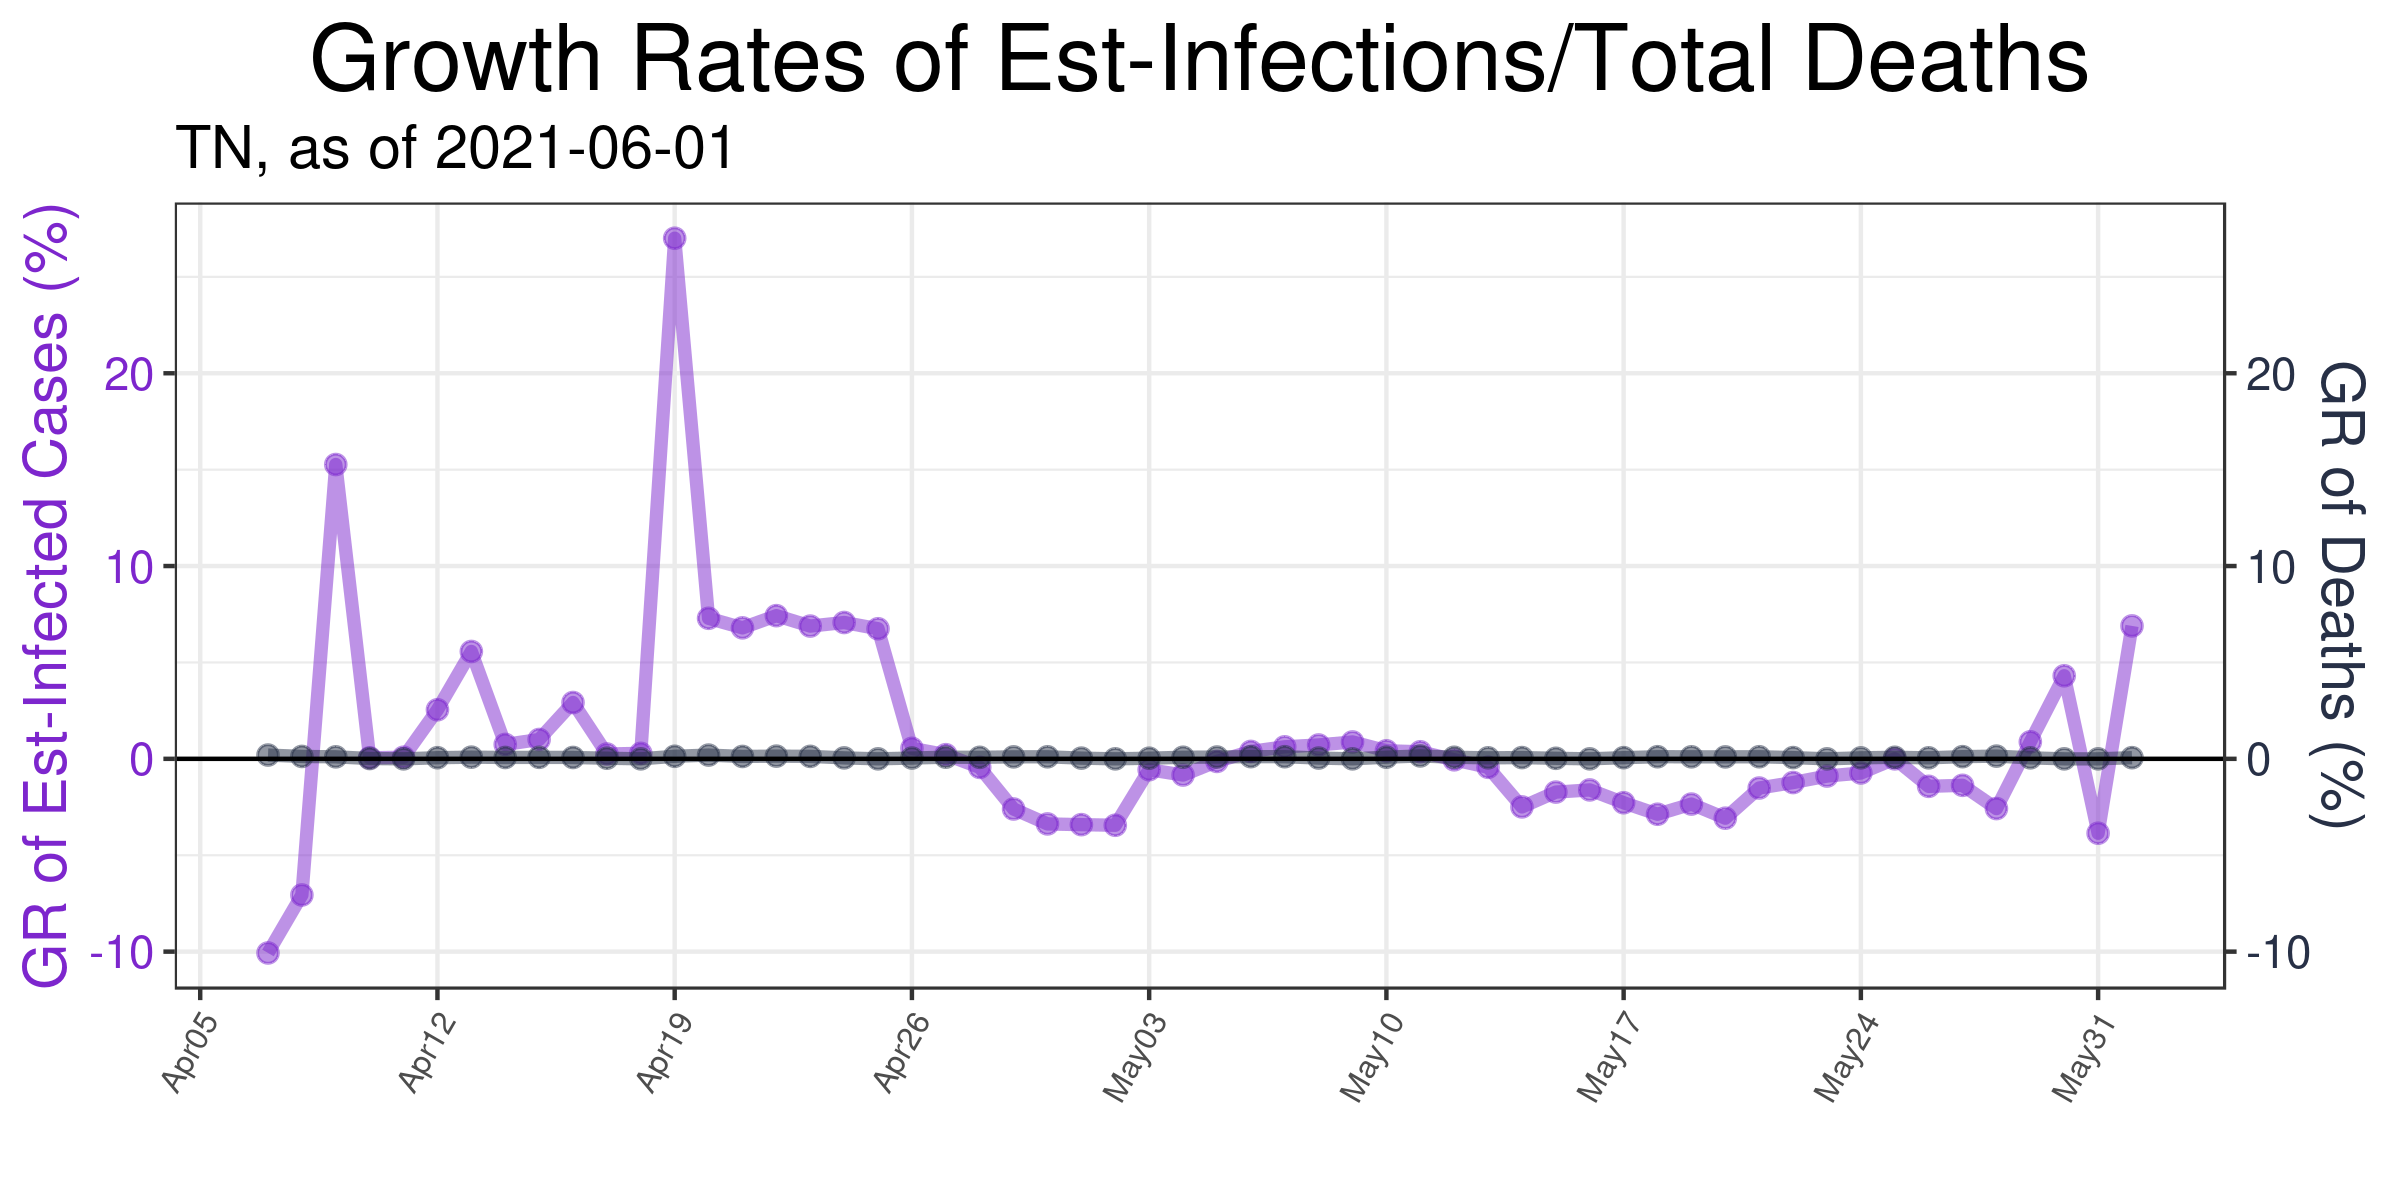 Growth Rates of Est-Infections/Total Deaths
TN, as of 2021-06-01
GR of Est-Infected Cases (%)
20
10
0
-10
20
10
0
-10
GR of Deaths (%)
Apr05
Apr12
Apr19
Apr26
May03
May10
May17
May24
May31